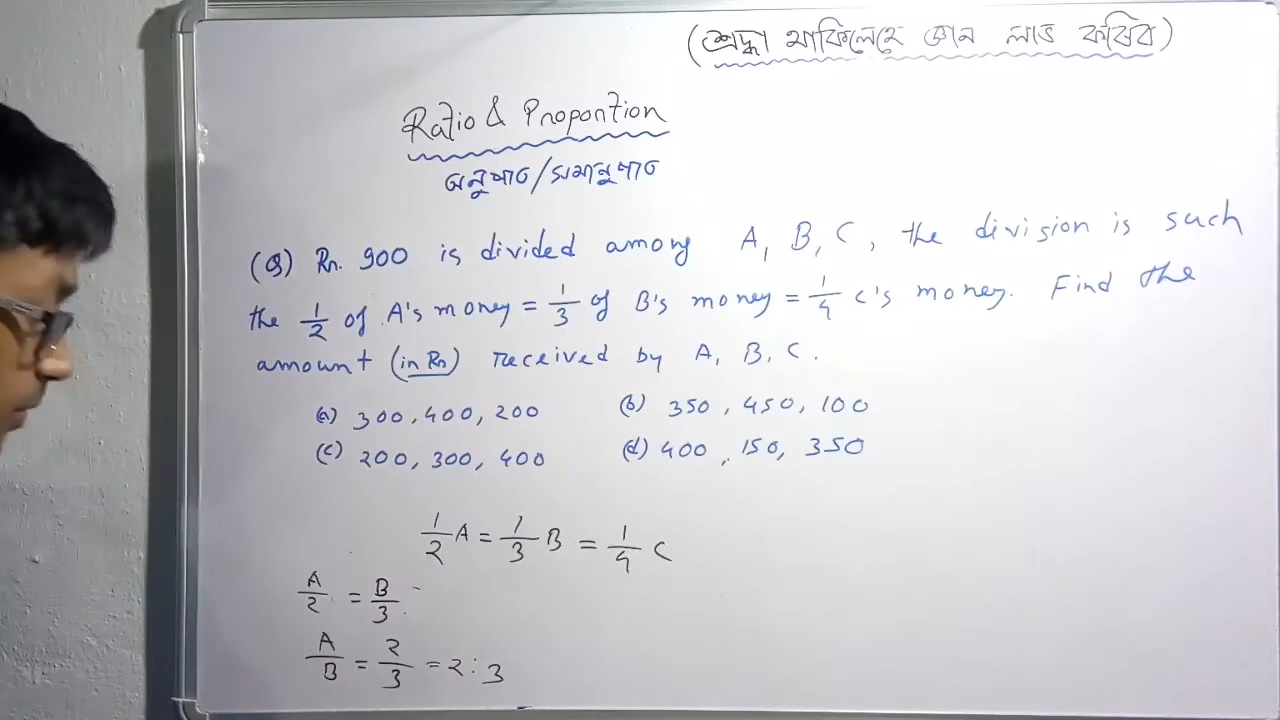 (শ্রদ্ধা থাকিলেহে জ্ঞান লাভ কৰিব)
Ratio & Proportion
অনুপাত/সমানুপাত
(Q) Rs. 900 is divided among A, B, C, the division is such
the 1/2 of A's money = 1/3 of B's money = 1/4 C's money. Find the
amount (in Rs) received by A, B, C.
(a) 300, 400, 200 (b) 350, 450, 100
(c) 200, 300, 400 (d) 400, 150, 350
1/2 A = 1/3 B = 1/4 C
A/2 = B/3
A/B = 2/3 = 2:3